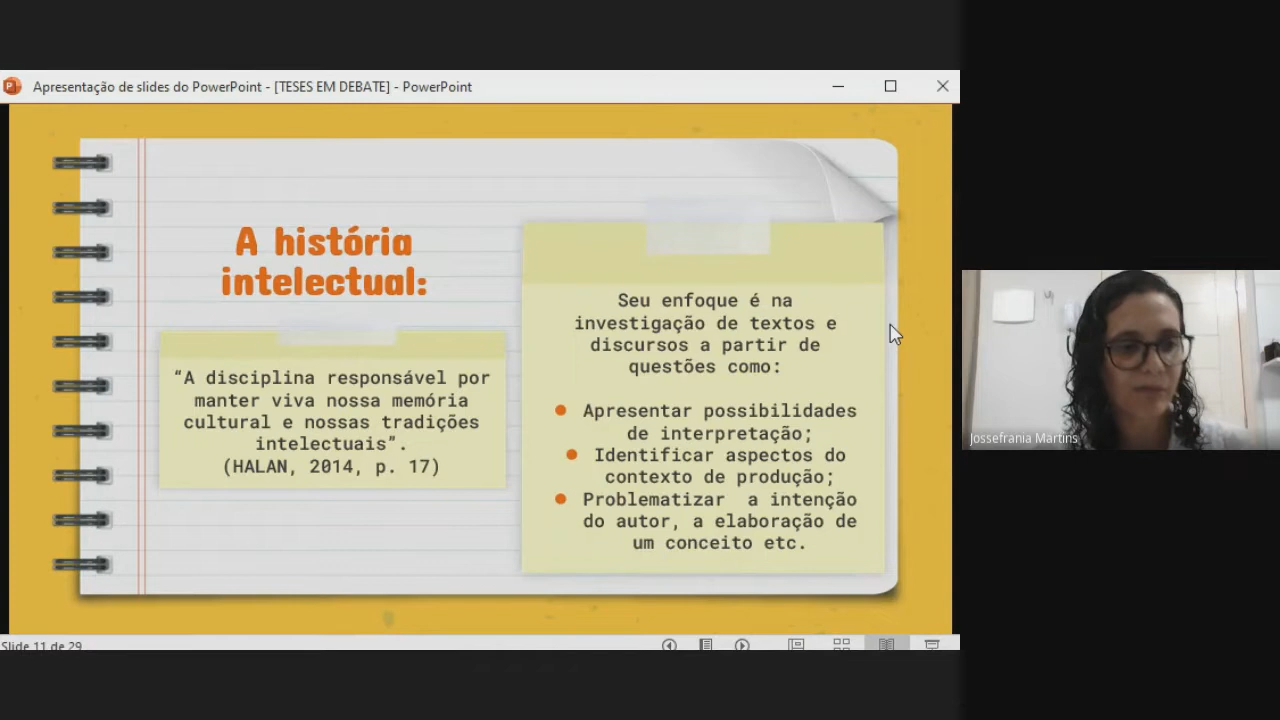 Apresentação de slides do PowerPoint - [TESES EM DEBATE] - PowerPoint
A história
intelectual:
“A disciplina responsável por
manter viva nossa memória
cultural e nossas tradições
intelectuais”.
(HALAN, 2014, p. 17)
Seu enfoque é na
investigação de textos e
discursos a partir de
questões como:
Apresentar possibilidades
de interpretação;
Identificar aspectos do
contexto de produção;
Problematizar a intenção
do autor, a elaboração de
um conceito etc.
Slide 11 de 29
Jossefrania Martins